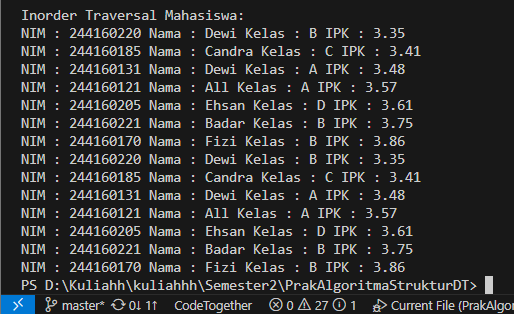 Inorder Traversal Mahasiswa:
NIM : 244160220 Nama : Dewi Kelas : B IPK : 3.35
NIM : 244160185 Nama : Candra Kelas : C IPK : 3.41
NIM : 244160131 Nama : Dewi Kelas : A IPK : 3.48
NIM : 244160121 Nama : All Kelas : A IPK : 3.57
NIM : 244160205 Nama : Ehsan Kelas : D IPK : 3.61
NIM : 244160221 Nama : Badar Kelas : B IPK : 3.75
NIM : 244160170 Nama : Fizi Kelas : B IPK : 3.86
NIM : 244160220 Nama : Dewi Kelas : B IPK : 3.35
NIM : 244160185 Nama : Candra Kelas : C IPK : 3.41
NIM : 244160131 Nama : Dewi Kelas : A IPK : 3.48
NIM : 244160121 Nama : All Kelas : A IPK : 3.57
NIM : 244160205 Nama : Ehsan Kelas : D IPK : 3.61
NIM : 244160221 Nama : Badar Kelas : B IPK : 3.75
NIM : 244160170 Nama : Fizi Kelas : B IPK : 3.86
PS D:\Kuliahh\kuliahhh\Semester2\PrakAlgoritmaStrukturDT>
master* 0↓ 1↑ CodeTogether 0 27 1 Current File (PrakAlgoritm